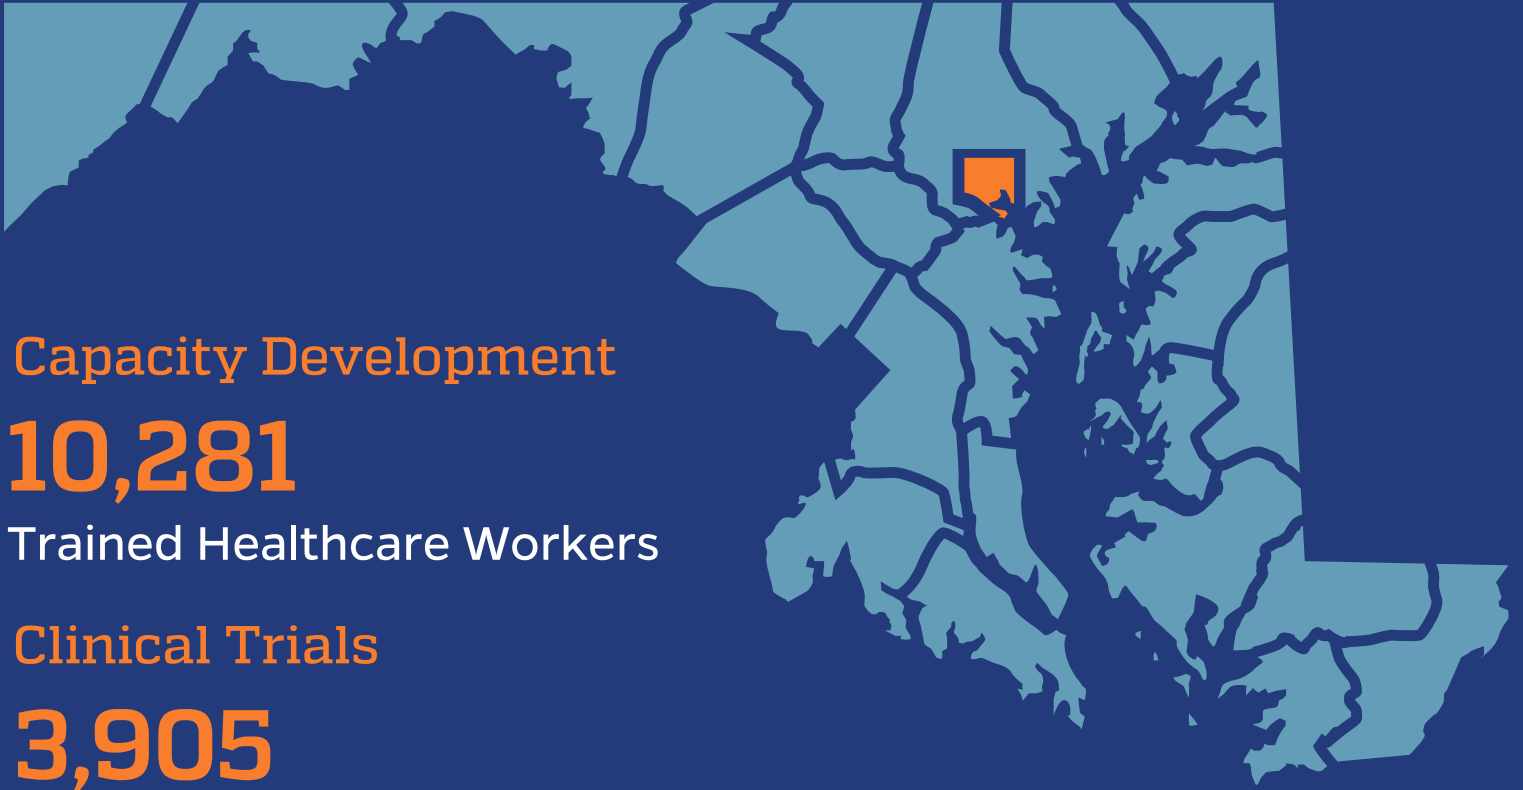 Capacity Development
10,281
Trained Healthcare Workers
Clinical Trials
3,905